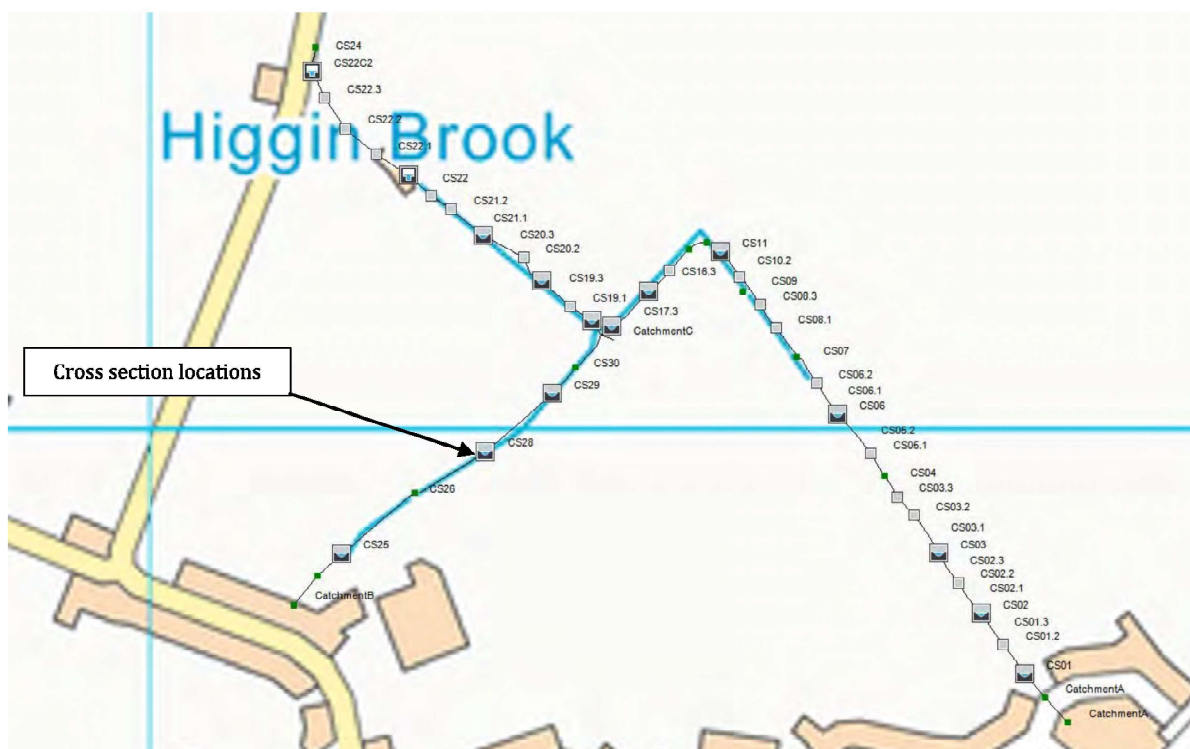 CS24
CS22C2
CS22.3
CS22.2
Higgin Brook
CS22.1
CS22
CS21.2
CS21.1
CS20.3
CS20.2
CS19.3
CS19.1
CS11
CS10.2
CS16.3
CS09
CS08.3
CS17.3
CS08.1
CatchmentC
CS07
CS30
Cross section locations
CS06.2
CS29
CS06.1
CS06
CS05.2
CS28
CS05.1
CS04
CS26
CS03.3
CS03.2
CS03.1
CS25
CS03
CS02.3
CS02.2
CS02.1
CatchmentB
CS02
CS01.3
CS01.2
CS01
CatchmentA
CatchmentA